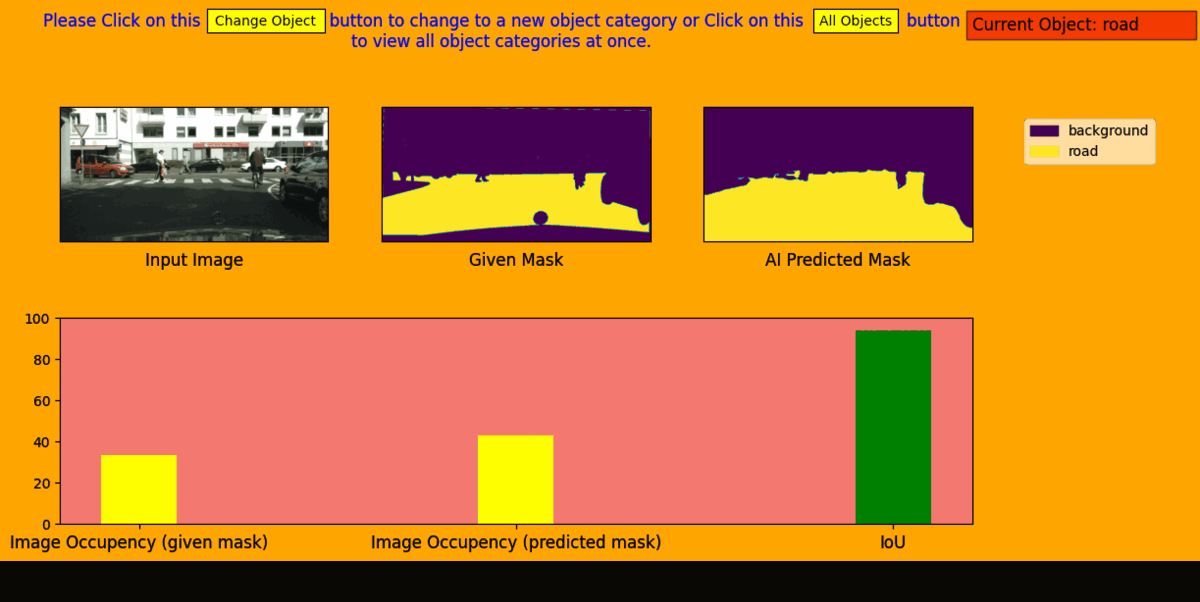 Please Click on this Change Object button to change to a new object category or Click on this All Objects button
to view all object categories at once.
Current Object: road
background
road
Input Image
Given Mask
AI Predicted Mask
100
80
60
40
20
0
Image Occupancy (given mask)
Image Occupancy (predicted mask)
IoU